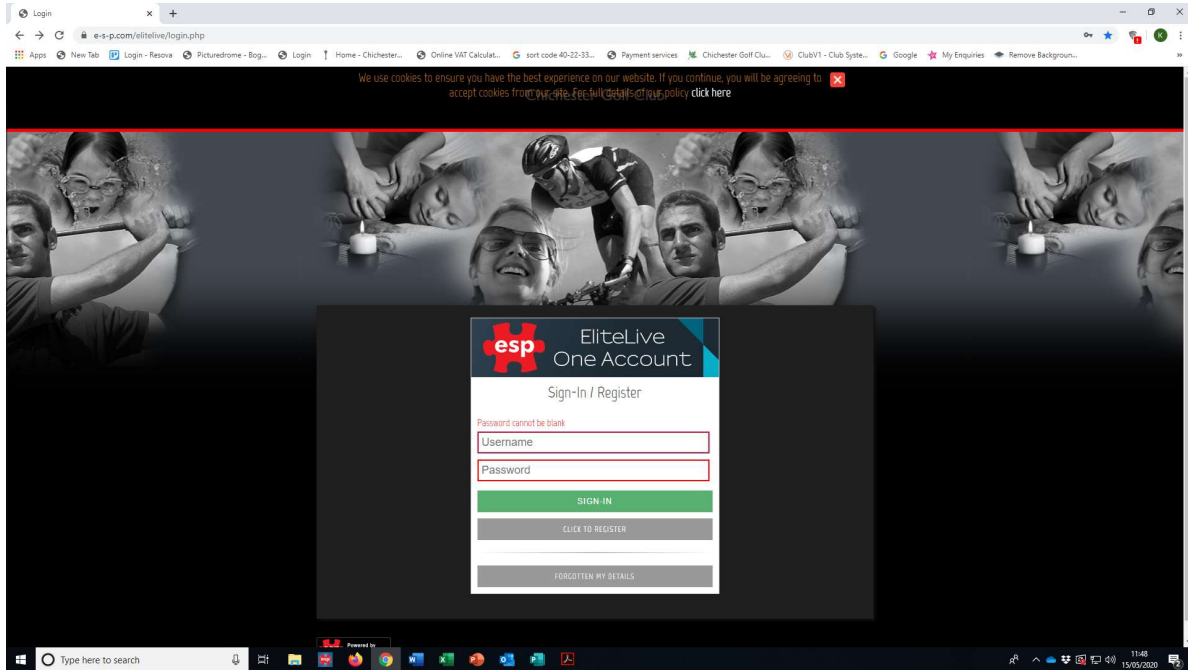 Login
e-s-p.com/elitelive/login.php
K
Apps New Tab Login - Resova Picturedrome - Bog... Login Home - Chichester... Online VAT Calculat... sort code 40-22-33... Payment services Chichester Golf Clu... ClubV1 - Club Syste... Google My Enquiries Remove Backgroun... »
We use cookies to ensure you have the best experience on our website. If you continue, you will be agreeing to
accept cookies from our site. For full details of our policy click here
Chichester Golf Club
esp EliteLive
One Account
Sign-In / Register
Password cannot be blank
Username
Password
SIGN-IN
CLICK TO REGISTER
FORGOTTEN MY DETAILS
Powered by
Type here to search
11:48
15/05/2020
2